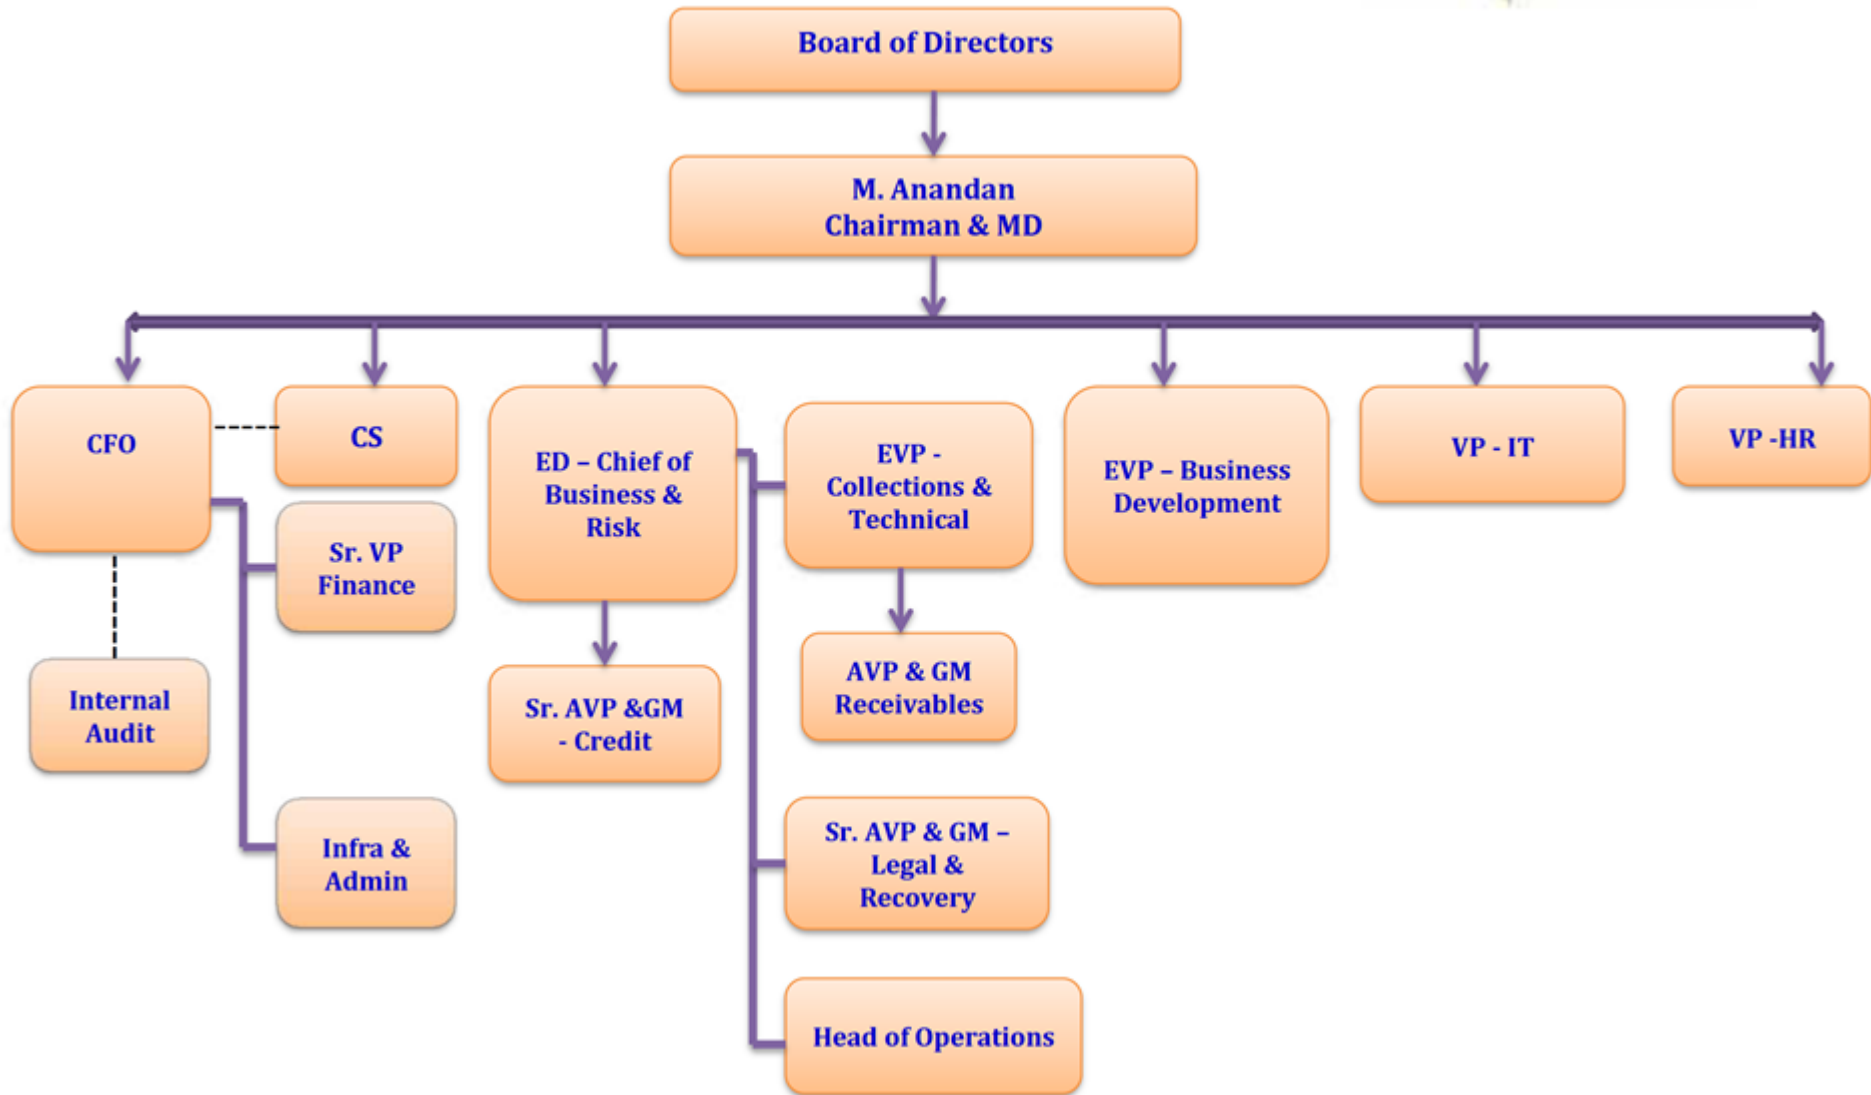 Board of Directors
M. Anandan
Chairman & MD
CFO
CS
ED – Chief of
Business &
Risk
EVP -
Collections &
Technical
EVP – Business
Development
VP - IT
VP -HR
Sr. VP
Finance
Internal
Audit
Sr. AVP &GM
- Credit
AVP & GM
Receivables
Infra &
Admin
Sr. AVP & GM –
Legal &
Recovery
Head of Operations